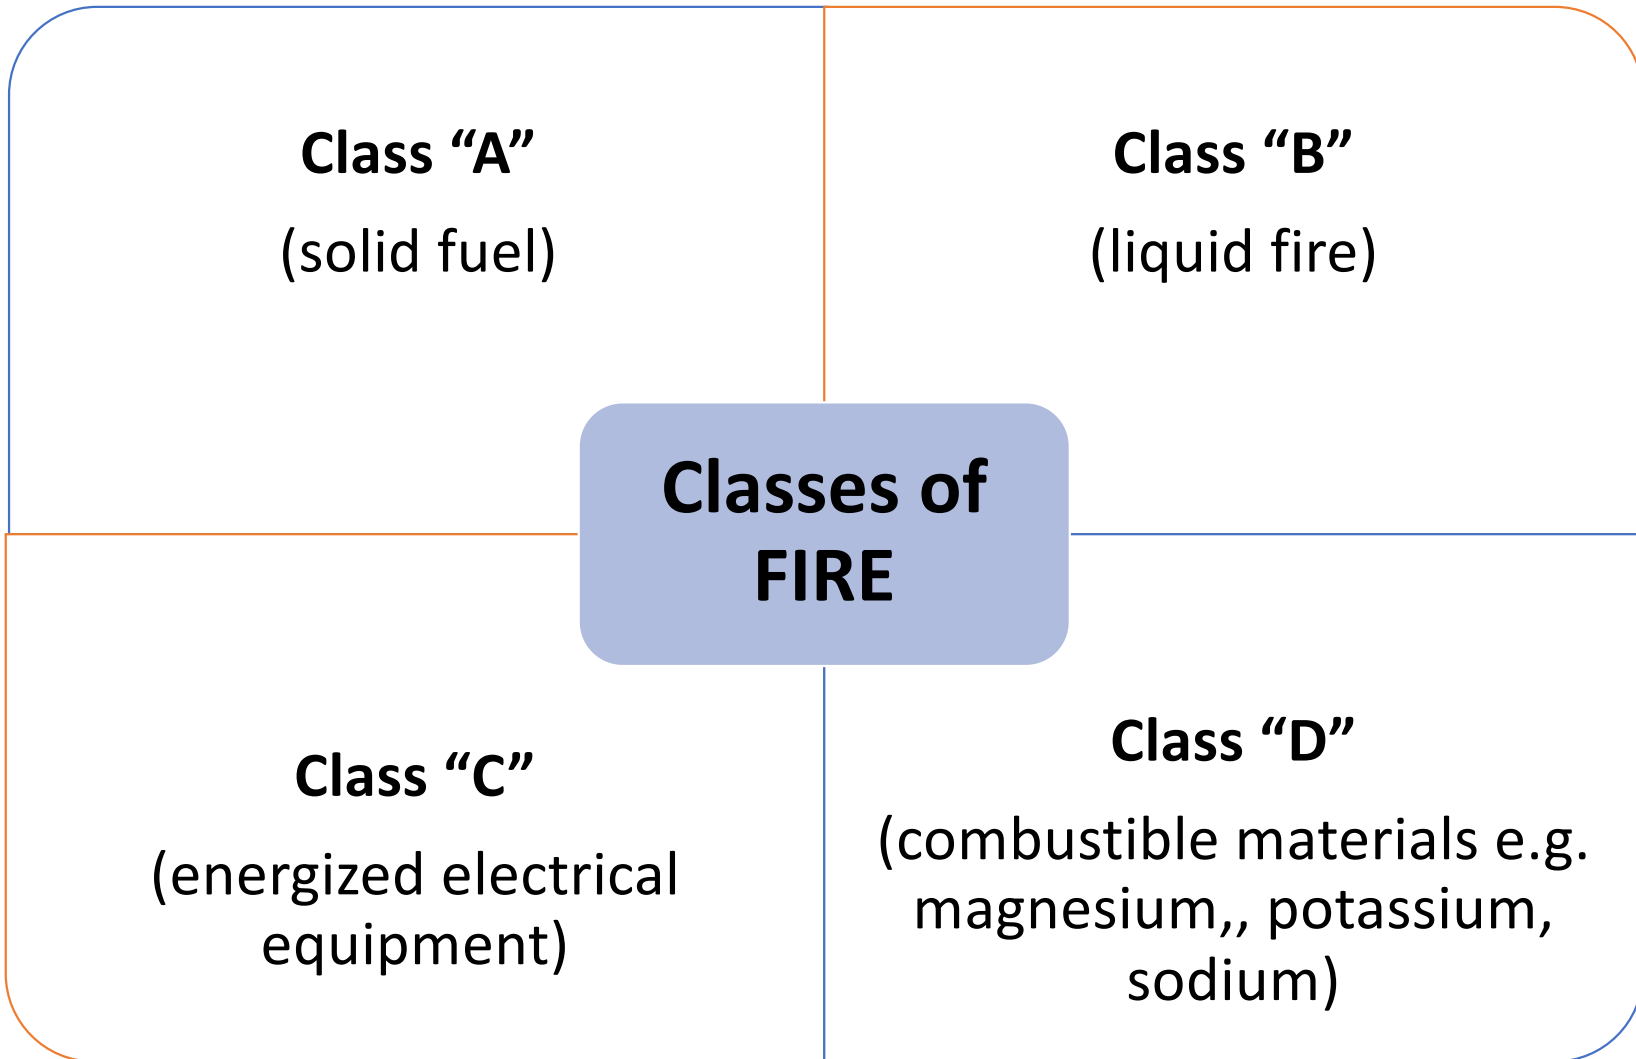 Class “A”
(solid fuel)
Class “B”
(liquid fire)
Classes of
FIRE
Class “C”
(energized electrical
equipment)
Class “D”
(combustible materials e.g.
magnesium,, potassium,
sodium)